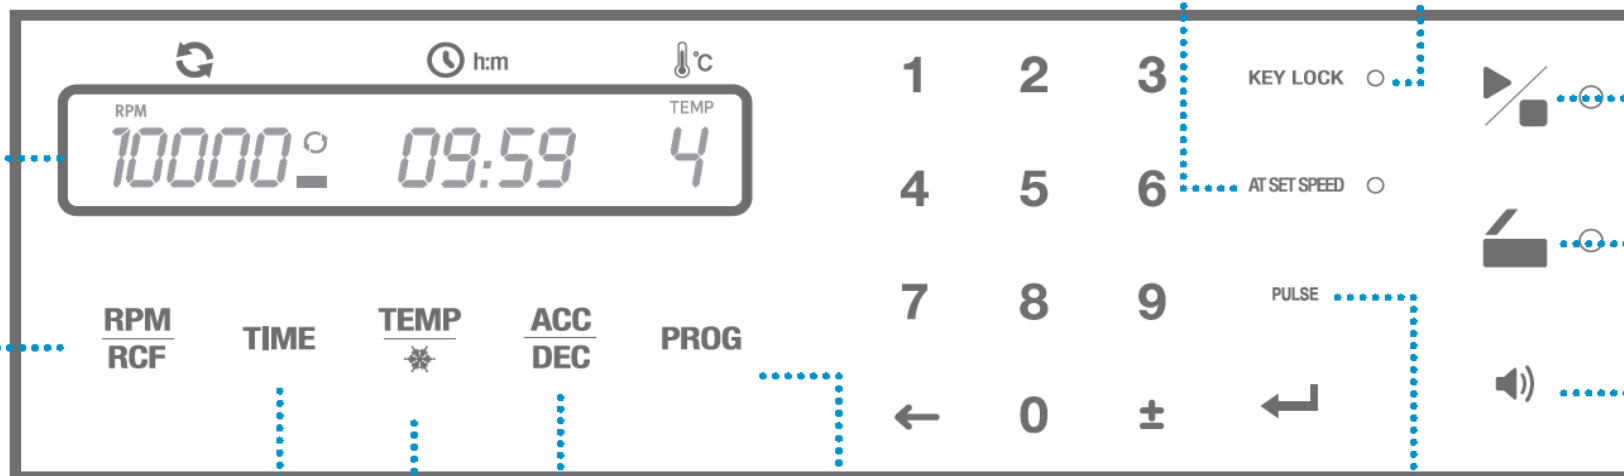 h:m °C
RPM TEMP
10000 09:59 4
1 2 3
KEY LOCK
4 5 6
AT SET SPEED
7 8 9
PULSE
← 0 ±
RPM
RCF
TIME
TEMP
ACC
DEC
PROG